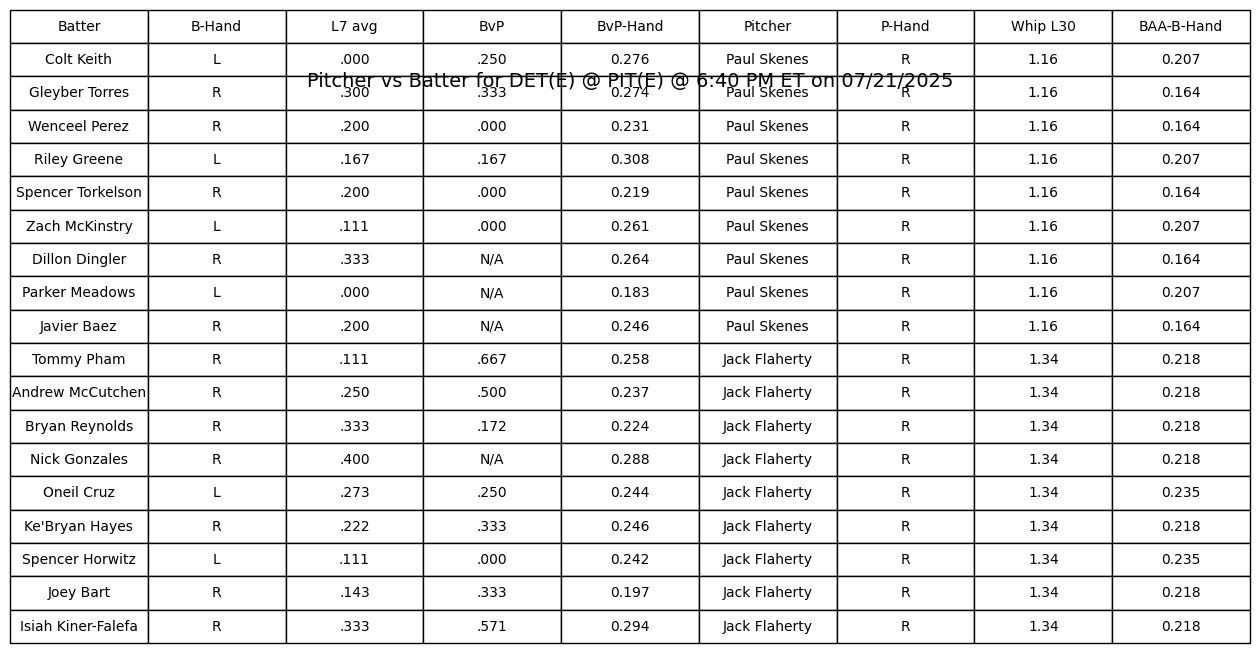 Batter B-Hand L7 avg BvP BvP-Hand Pitcher P-Hand Whip L30 BAA-B-Hand
Colt Keith L .000 .250 0.276 Paul Skenes R 1.16 0.207
Pitcher vs Batter for DET(E) @ PIT(E) @ 6:40 PM ET on 07/21/2025
Gleyber Torres R .300 .333 0.274 Paul Skenes R 1.16 0.164
Wenceel Perez R .200 .000 0.231 Paul Skenes R 1.16 0.164
Riley Greene L .167 .167 0.308 Paul Skenes R 1.16 0.207
Spencer Torkelson R .200 .000 0.219 Paul Skenes R 1.16 0.164
Zach McKinstry L .111 .000 0.261 Paul Skenes R 1.16 0.207
Dillon Dingler R .333 N/A 0.264 Paul Skenes R 1.16 0.164
Parker Meadows L .000 N/A 0.183 Paul Skenes R 1.16 0.207
Javier Baez R .200 N/A 0.246 Paul Skenes R 1.16 0.164
Tommy Pham R .111 .667 0.258 Jack Flaherty R 1.34 0.218
Andrew McCutchen R .250 .500 0.237 Jack Flaherty R 1.34 0.218
Bryan Reynolds R .333 .172 0.224 Jack Flaherty R 1.34 0.218
Nick Gonzales R .400 N/A 0.288 Jack Flaherty R 1.34 0.218
Oneil Cruz L .273 .250 0.244 Jack Flaherty R 1.34 0.235
Ke'Bryan Hayes R .222 .333 0.246 Jack Flaherty R 1.34 0.218
Spencer Horwitz L .111 .000 0.242 Jack Flaherty R 1.34 0.235
Joey Bart R .143 .333 0.197 Jack Flaherty R 1.34 0.218
Isiah Kiner-Falefa R .333 .571 0.294 Jack Flaherty R 1.34 0.218